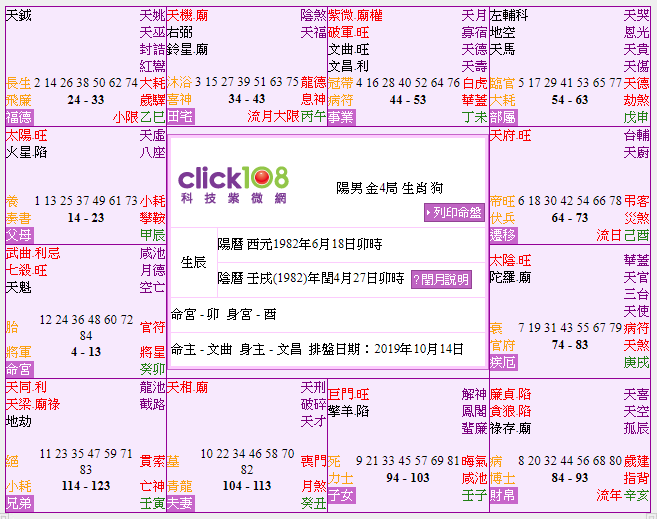 天鉞
天姚
天巫
封誥
紅鸞
長生 2 14 26 38 50 62 74 大耗
飛廉 24 - 33 歲驛
福德 小限 乙巳
天機.廟
右弼
鈴星.廟
陰煞
天福
沐浴 3 15 27 39 51 63 75 龍德
喜神 34 - 43 息神
田宅 流月大限 丙午
紫微.廟權
破軍.旺
文曲.旺
文昌.利
天月
寡宿
天德
天壽
冠帶 4 16 28 40 52 64 76 白虎
病符 44 - 53 華蓋
事業 丁未
左輔科
地空
天馬
天哭
恩光
天貴
天傷
臨官 5 17 29 41 53 65 77 天德
大耗 54 - 63 劫煞
部屬 戊申
太陽.旺
火星.陷
天虛
八座
養 1 13 25 37 49 61 73 小耗
奏書 14 - 23 攀鞍
父母 甲辰
click108
科技紫微網
陽男 金4局 生肖 狗
列印命盤
生辰
陽曆 西元1982年6月18日卯時
陰曆 壬戌(1982)年閏4月27日卯時 ?閏月說明
命宮 - 卯 身宮 - 酉
命主 - 文曲 身主 - 文昌 排盤日期：2019年10月14日
天府.旺
台輔
天廚
帝旺 6 18 30 42 54 66 78 弔客
伏兵 64 - 73 災煞
遷移 流日 己酉
武曲.利忌
七殺.旺
天魁
咸池
月德
空亡
胎 12 24 36 48 60 72 84 官符
將軍 4 - 13 將星
命宮 癸卯
太陰.旺
陀羅.廟
華蓋
天官
三台
天使
衰 7 19 31 43 55 67 79 病符
官府 74 - 83 天煞
疾厄 庚戌
天同.利
天梁.廟祿
地劫
龍池
截路
絕 11 23 35 47 59 71 83 貫索
小耗 114 - 123 亡神
兄弟 壬寅
天相.廟
天刑
破碎
天才
墓 10 22 34 46 58 70 82 喪門
青龍 104 - 113 月煞
夫妻 癸丑
巨門.旺
擎羊.陷
解神
鳳閣
蜚廉
死 9 21 33 45 57 69 81 晦氣
力士 94 - 103 咸池
子女 壬子
廉貞.陷
貪狼.陷
祿存.廟
天喜
天空
孤辰
病 8 20 32 44 56 68 80 歲建
博士 84 - 93 指背
財帛 流年 辛亥